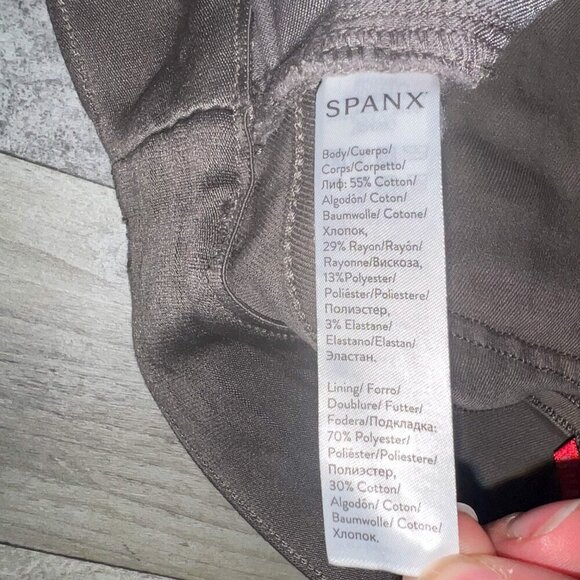 SPANX
Body/Cuerpo/
Corps/Corpetto/
Лиф: 55% Cotton/
Algodón/ Coton/
Baumwolle/ Cotone/
Хлопок,
29% Rayon/Rayón/
Rayonne/Вискоза,
13%Polyester/
Poliéster/Poliestere/
Полиэстер,
3% Elastane/
Elastano/Elastan/
Эластан.
Lining/ Forro/
Doublure/ Futter/
Fodera/Подкладка:
70% Polyester/
Poliéster/Poliestere/
Полиэстер,
30% Cotton/
Algodón/ Coton/
Baumwolle/ Cotone/
Хлопок.